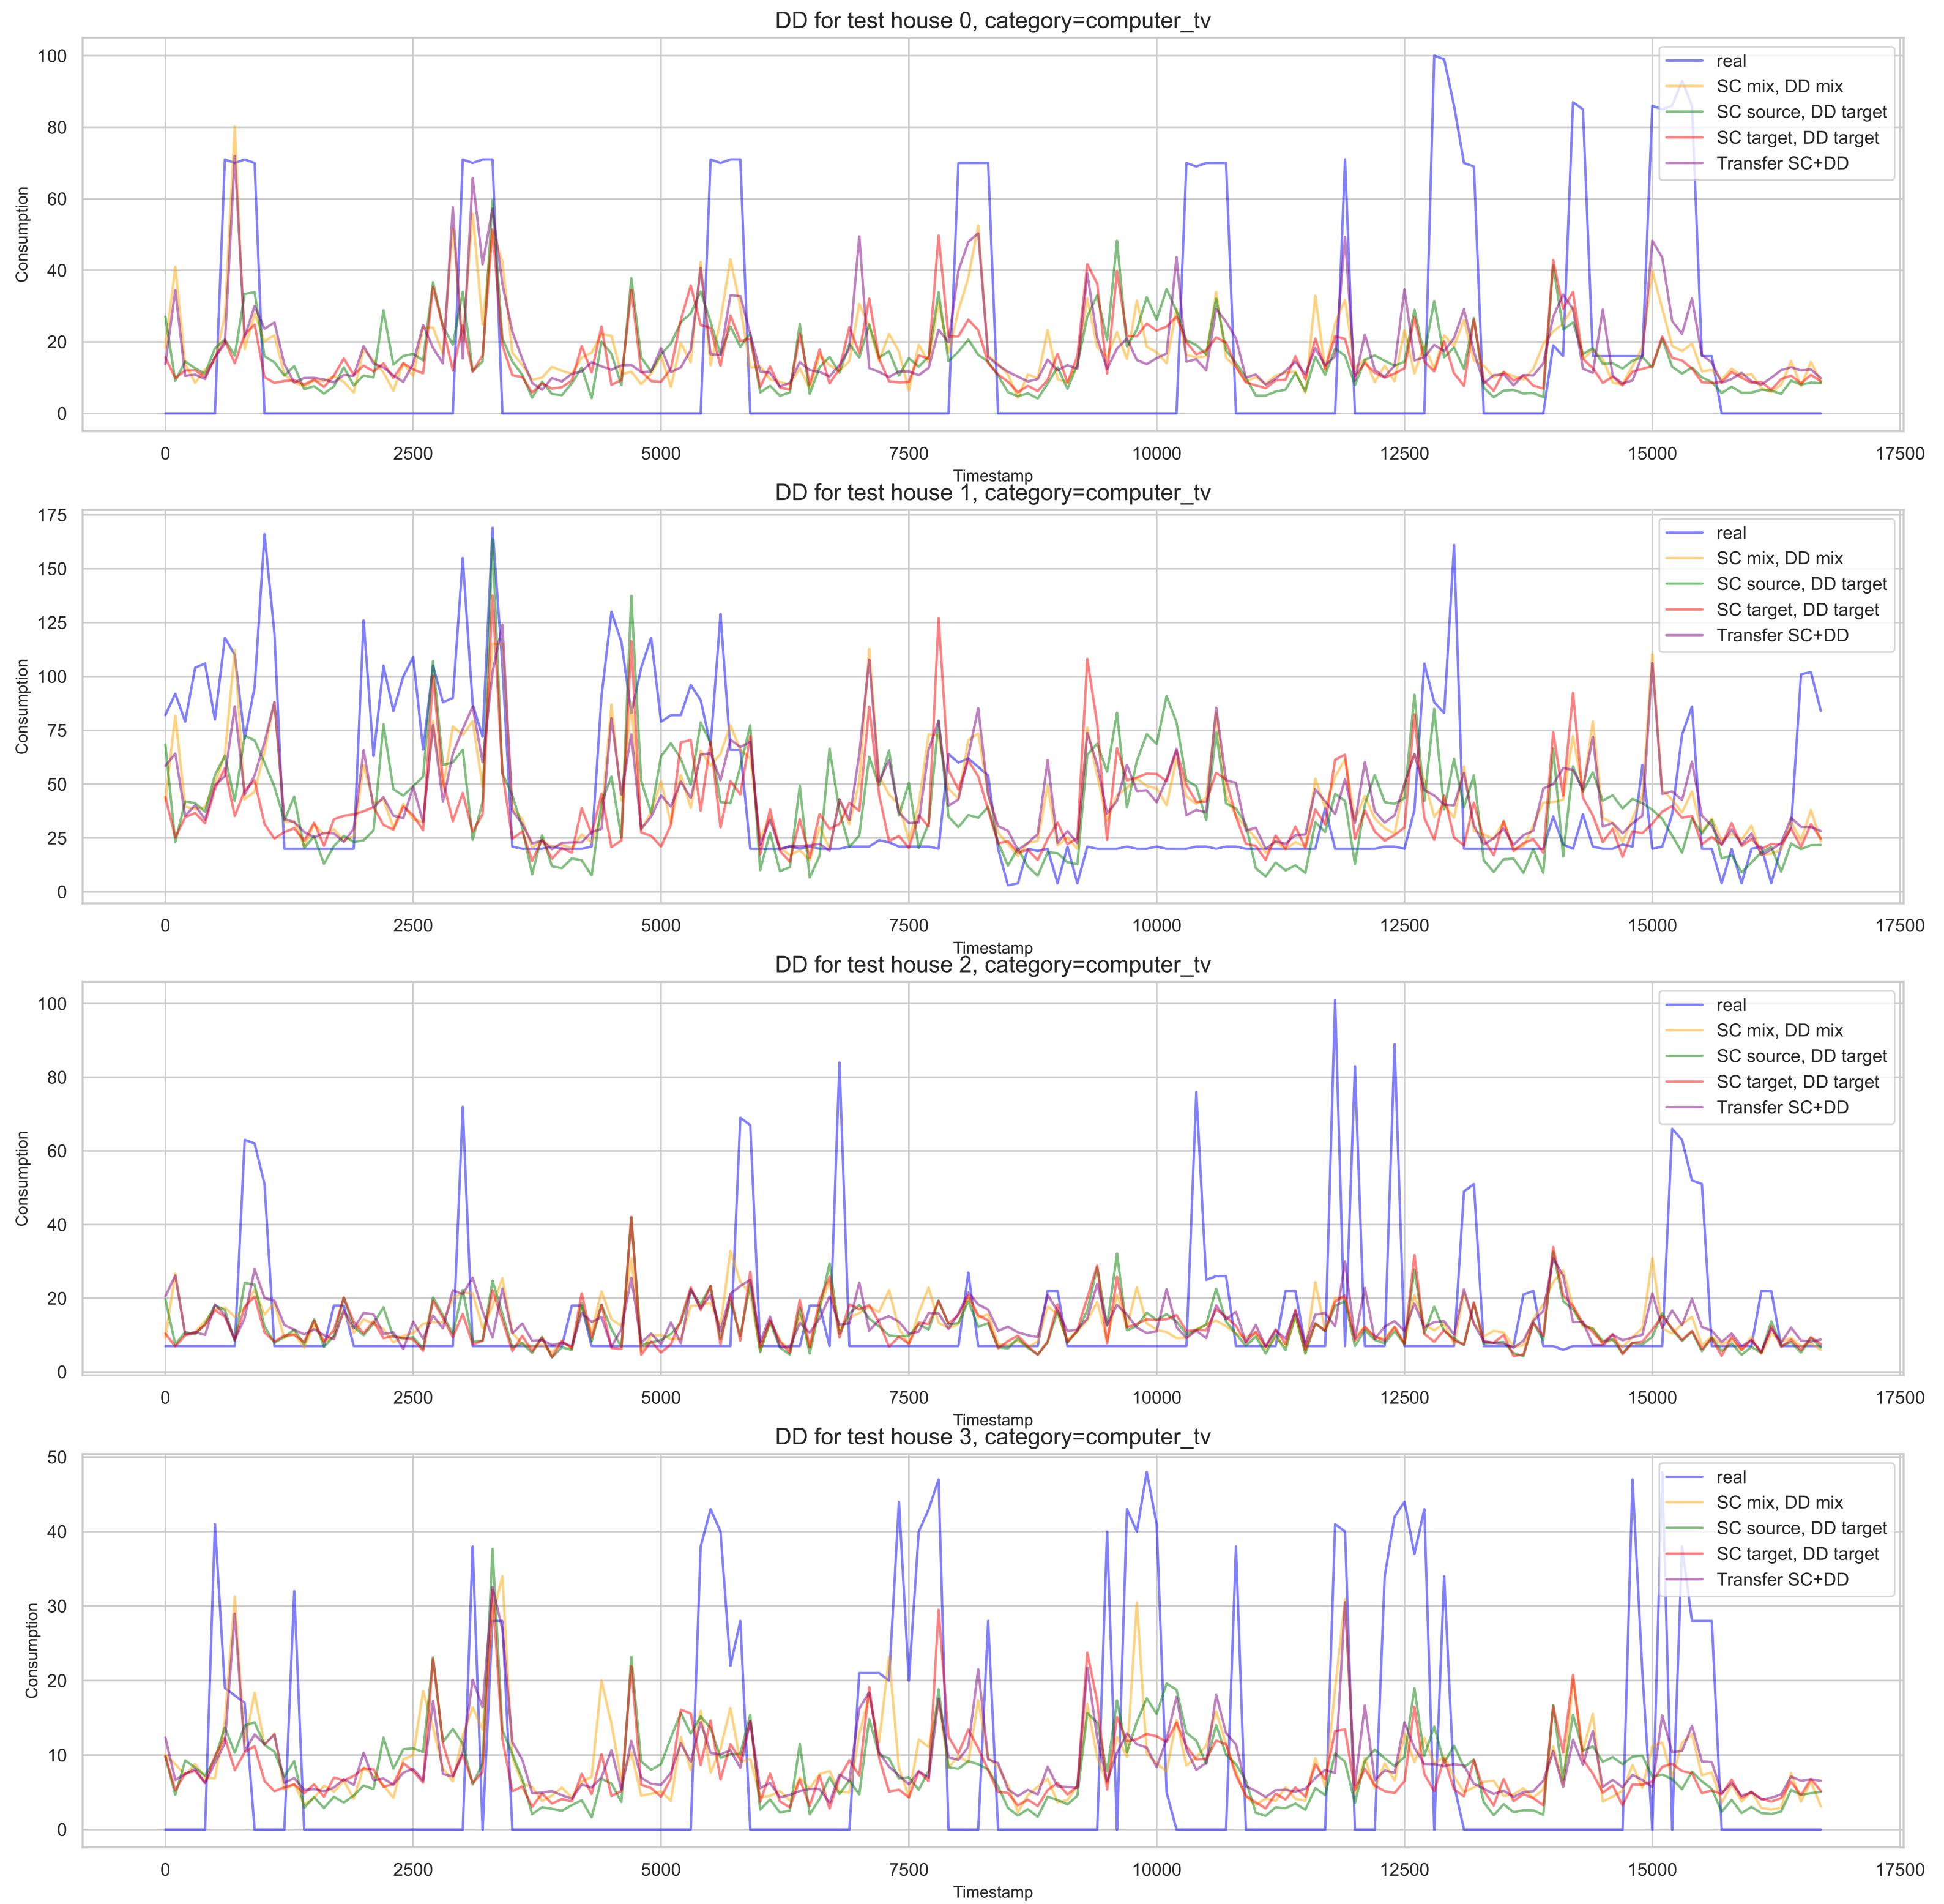 DD for test house 0, category=computer_tv
100
80
60
40
20
0
Consumption
real
SC mix, DD mix
SC source, DD target
SC target, DD target
Transfer SC+DD
0 2500 5000 7500 10000 12500 15000 17500
Timestamp
DD for test house 1, category=computer_tv
175
150
125
100
75
50
25
0
Consumption
real
SC mix, DD mix
SC source, DD target
SC target, DD target
Transfer SC+DD
0 2500 5000 7500 10000 12500 15000 17500
Timestamp
DD for test house 2, category=computer_tv
100
80
60
40
20
0
Consumption
real
SC mix, DD mix
SC source, DD target
SC target, DD target
Transfer SC+DD
0 2500 5000 7500 10000 12500 15000 17500
Timestamp
DD for test house 3, category=computer_tv
50
40
30
20
10
0
Consumption
real
SC mix, DD mix
SC source, DD target
SC target, DD target
Transfer SC+DD
0 2500 5000 7500 10000 12500 15000 17500
Timestamp